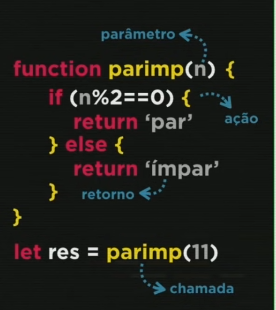 parâmetro
function parimp(n) {
if (n%2==0) {
ação
return ‘par’
} else {
return ‘ímpar’
} retorno
}
let res = parimp(11)
chamada